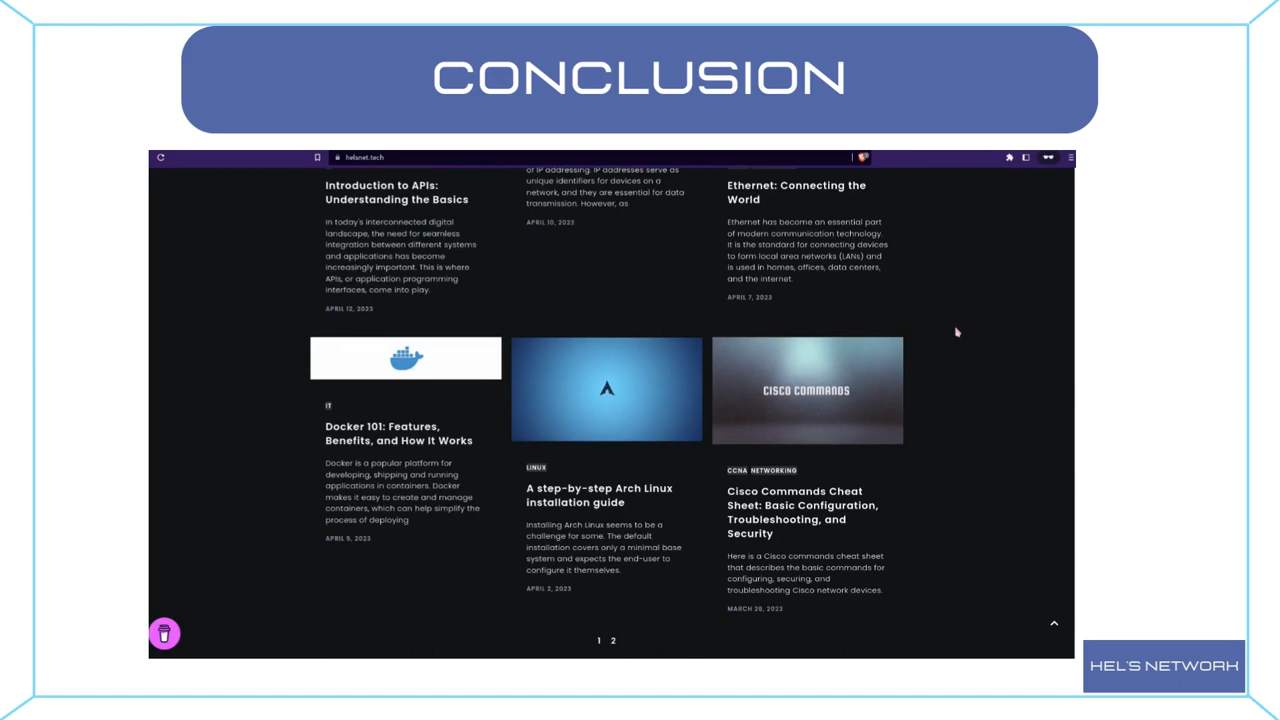 CONCLUSION
helsnet.tech
Introduction to APIs:
Understanding the Basics
In today's interconnected digital
landscape, the need for seamless
integration between different systems
and applications has become
increasingly important. This is where
APIs, or application programming
interfaces, come into play.
APRIL 12, 2023
of IP addressing. IP addresses serve as
unique identifiers for devices on a
network, and they are essential for data
transmission. However, as
APRIL 10, 2023
Ethernet: Connecting the
World
Ethernet has become an essential part
of modern communication technology.
It is the standard for connecting devices
to form local area networks (LANs) and
is used in homes, offices, data centers,
and the internet.
APRIL 7, 2023
IT
Docker 101: Features,
Benefits, and How It Works
Docker is a popular platform for
developing, shipping and running
applications in containers. Docker
makes it easy to create and manage
containers, which can help simplify the
process of deploying
APRIL 5, 2023
LINUX
A step-by-step Arch Linux
installation guide
Installing Arch Linux seems to be a
challenge for some. The default
installation covers only a minimal base
system and expects the end-user to
configure it themselves.
APRIL 2, 2023
CISCO COMMANDS
CCNA NETWORKING
Cisco Commands Cheat
Sheet: Basic Configuration,
Troubleshooting, and
Security
Here is a Cisco commands cheat sheet
that describes the basic commands for
configuring, securing, and
troubleshooting Cisco network devices.
MARCH 28, 2023
1 2
HEL'S NETWORK